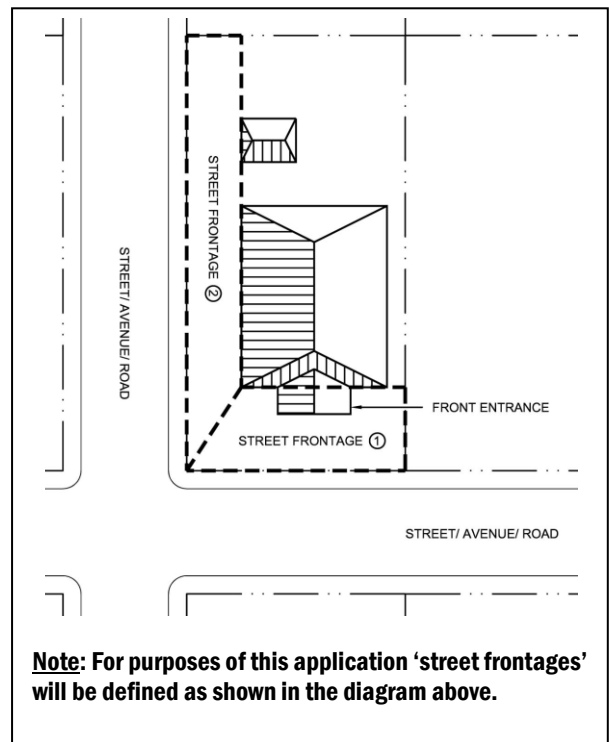 STREET FRONTAGE ②
STREET/ AVENUE/ ROAD
FRONT ENTRANCE
STREET FRONTAGE ①
STREET/ AVENUE/ ROAD
Note: For purposes of this application ‘street frontages’
will be defined as shown in the diagram above.